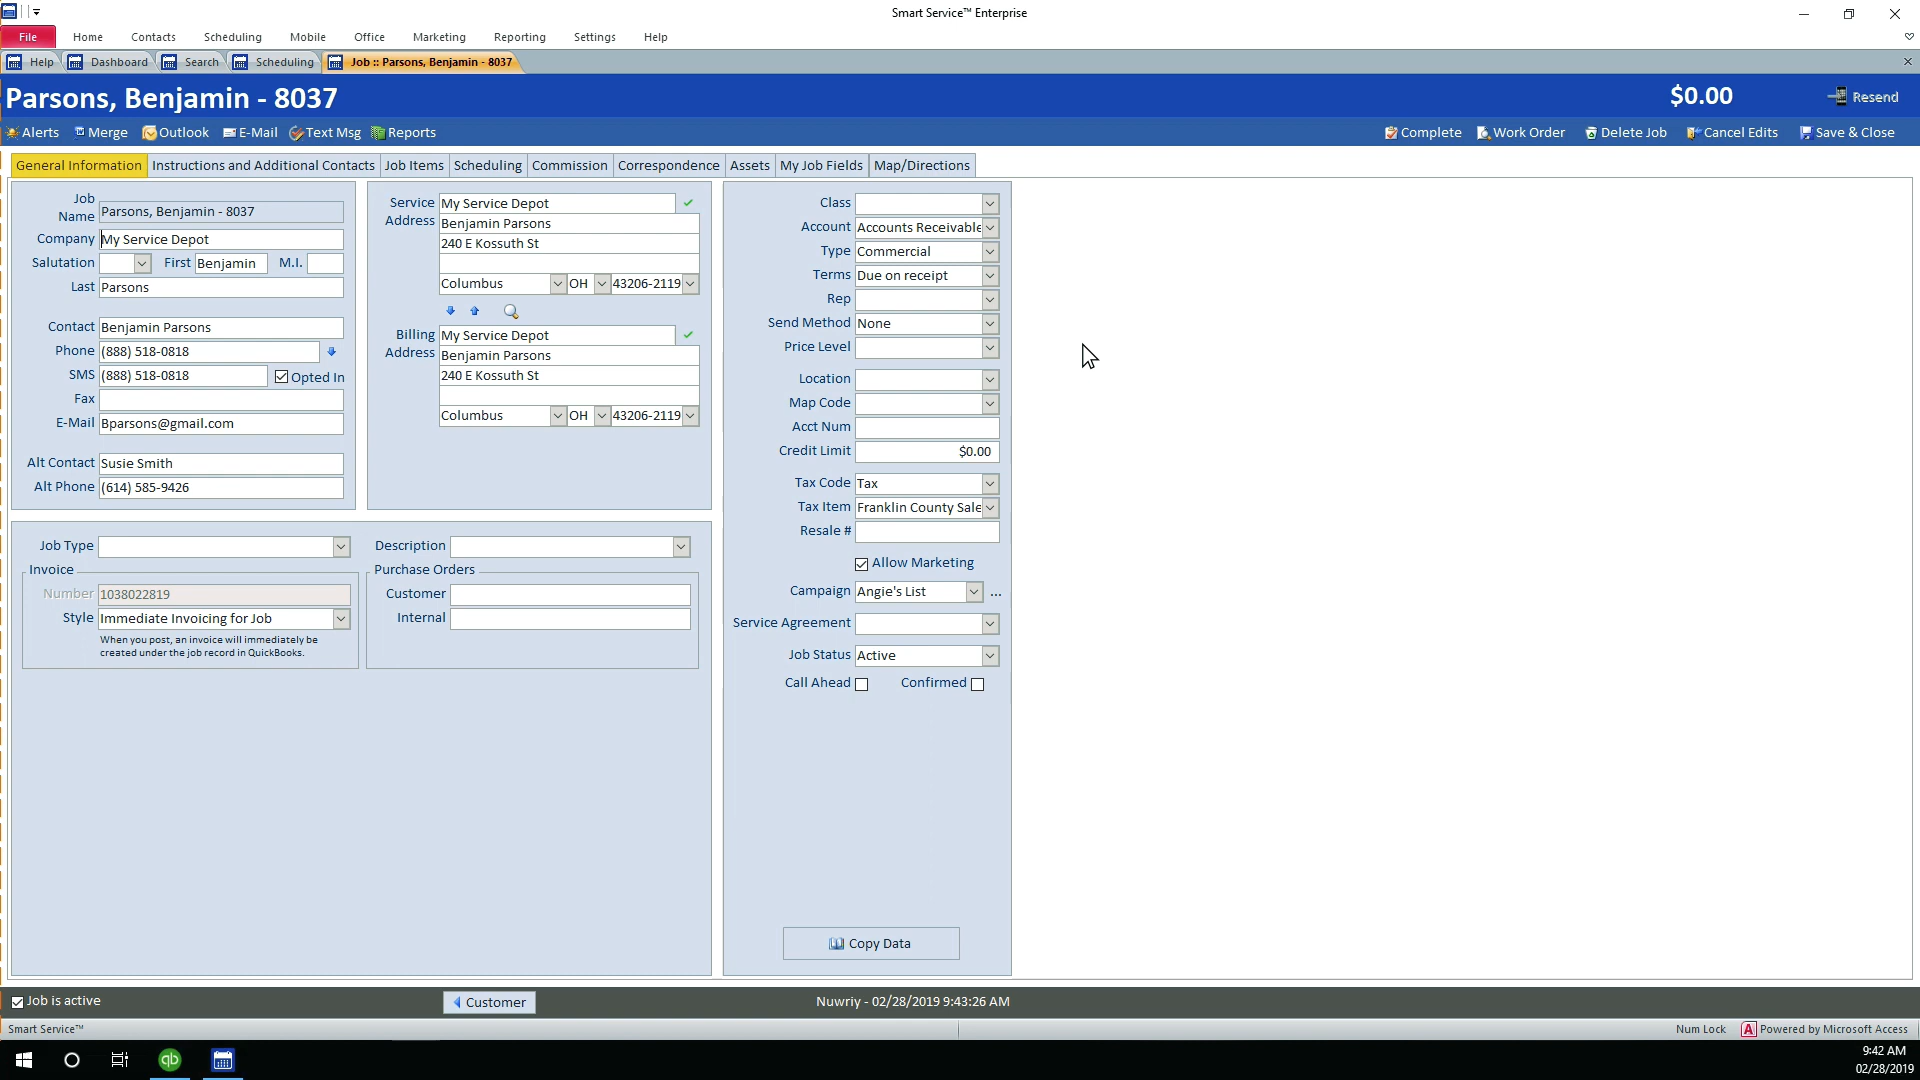 Smart Service™ Enterprise
File Home Contacts Scheduling Mobile Office Marketing Reporting Settings Help
Help Dashboard Search Scheduling Job :: Parsons, Benjamin - 8037
Parsons, Benjamin - 8037 $0.00 Resend
Alerts Merge Outlook E-Mail Text Msg Reports Complete Work Order Delete Job Cancel Edits Save & Close
General Information Instructions and Additional Contacts Job Items Scheduling Commission Correspondence Assets My Job Fields Map/Directions
Job
Name Parsons, Benjamin - 8037
Company My Service Depot
Salutation First Benjamin M.I.
Last Parsons
Contact Benjamin Parsons
Phone (888) 518-0818
SMS (888) 518-0818 Opted In
Fax
E-Mail Bparsons@gmail.com
Alt Contact Susie Smith
Alt Phone (614) 585-9426
Service My Service Depot
Address Benjamin Parsons
240 E Kossuth St
Columbus OH 43206-2119
Billing My Service Depot
Address Benjamin Parsons
240 E Kossuth St
Columbus OH 43206-2119
Job Type
Invoice
Number 1038022819
Style Immediate Invoicing for Job
When you post, an invoice will immediately be
created under the job record in QuickBooks.
Description
Purchase Orders
Customer
Internal
Class
Account Accounts Receivable
Type Commercial
Terms Due on receipt
Rep
Send Method None
Price Level
Location
Map Code
Acct Num
Credit Limit $0.00
Tax Code Tax
Tax Item Franklin County Sale
Resale #
Allow Marketing
Campaign Angie's List ...
Service Agreement
Job Status Active
Call Ahead Confirmed
Copy Data
Job is active Customer Nuwriy - 02/28/2019 9:43:26 AM
Smart Service™ Num Lock A Powered by Microsoft Access
qb 9:42 AM
02/28/2019